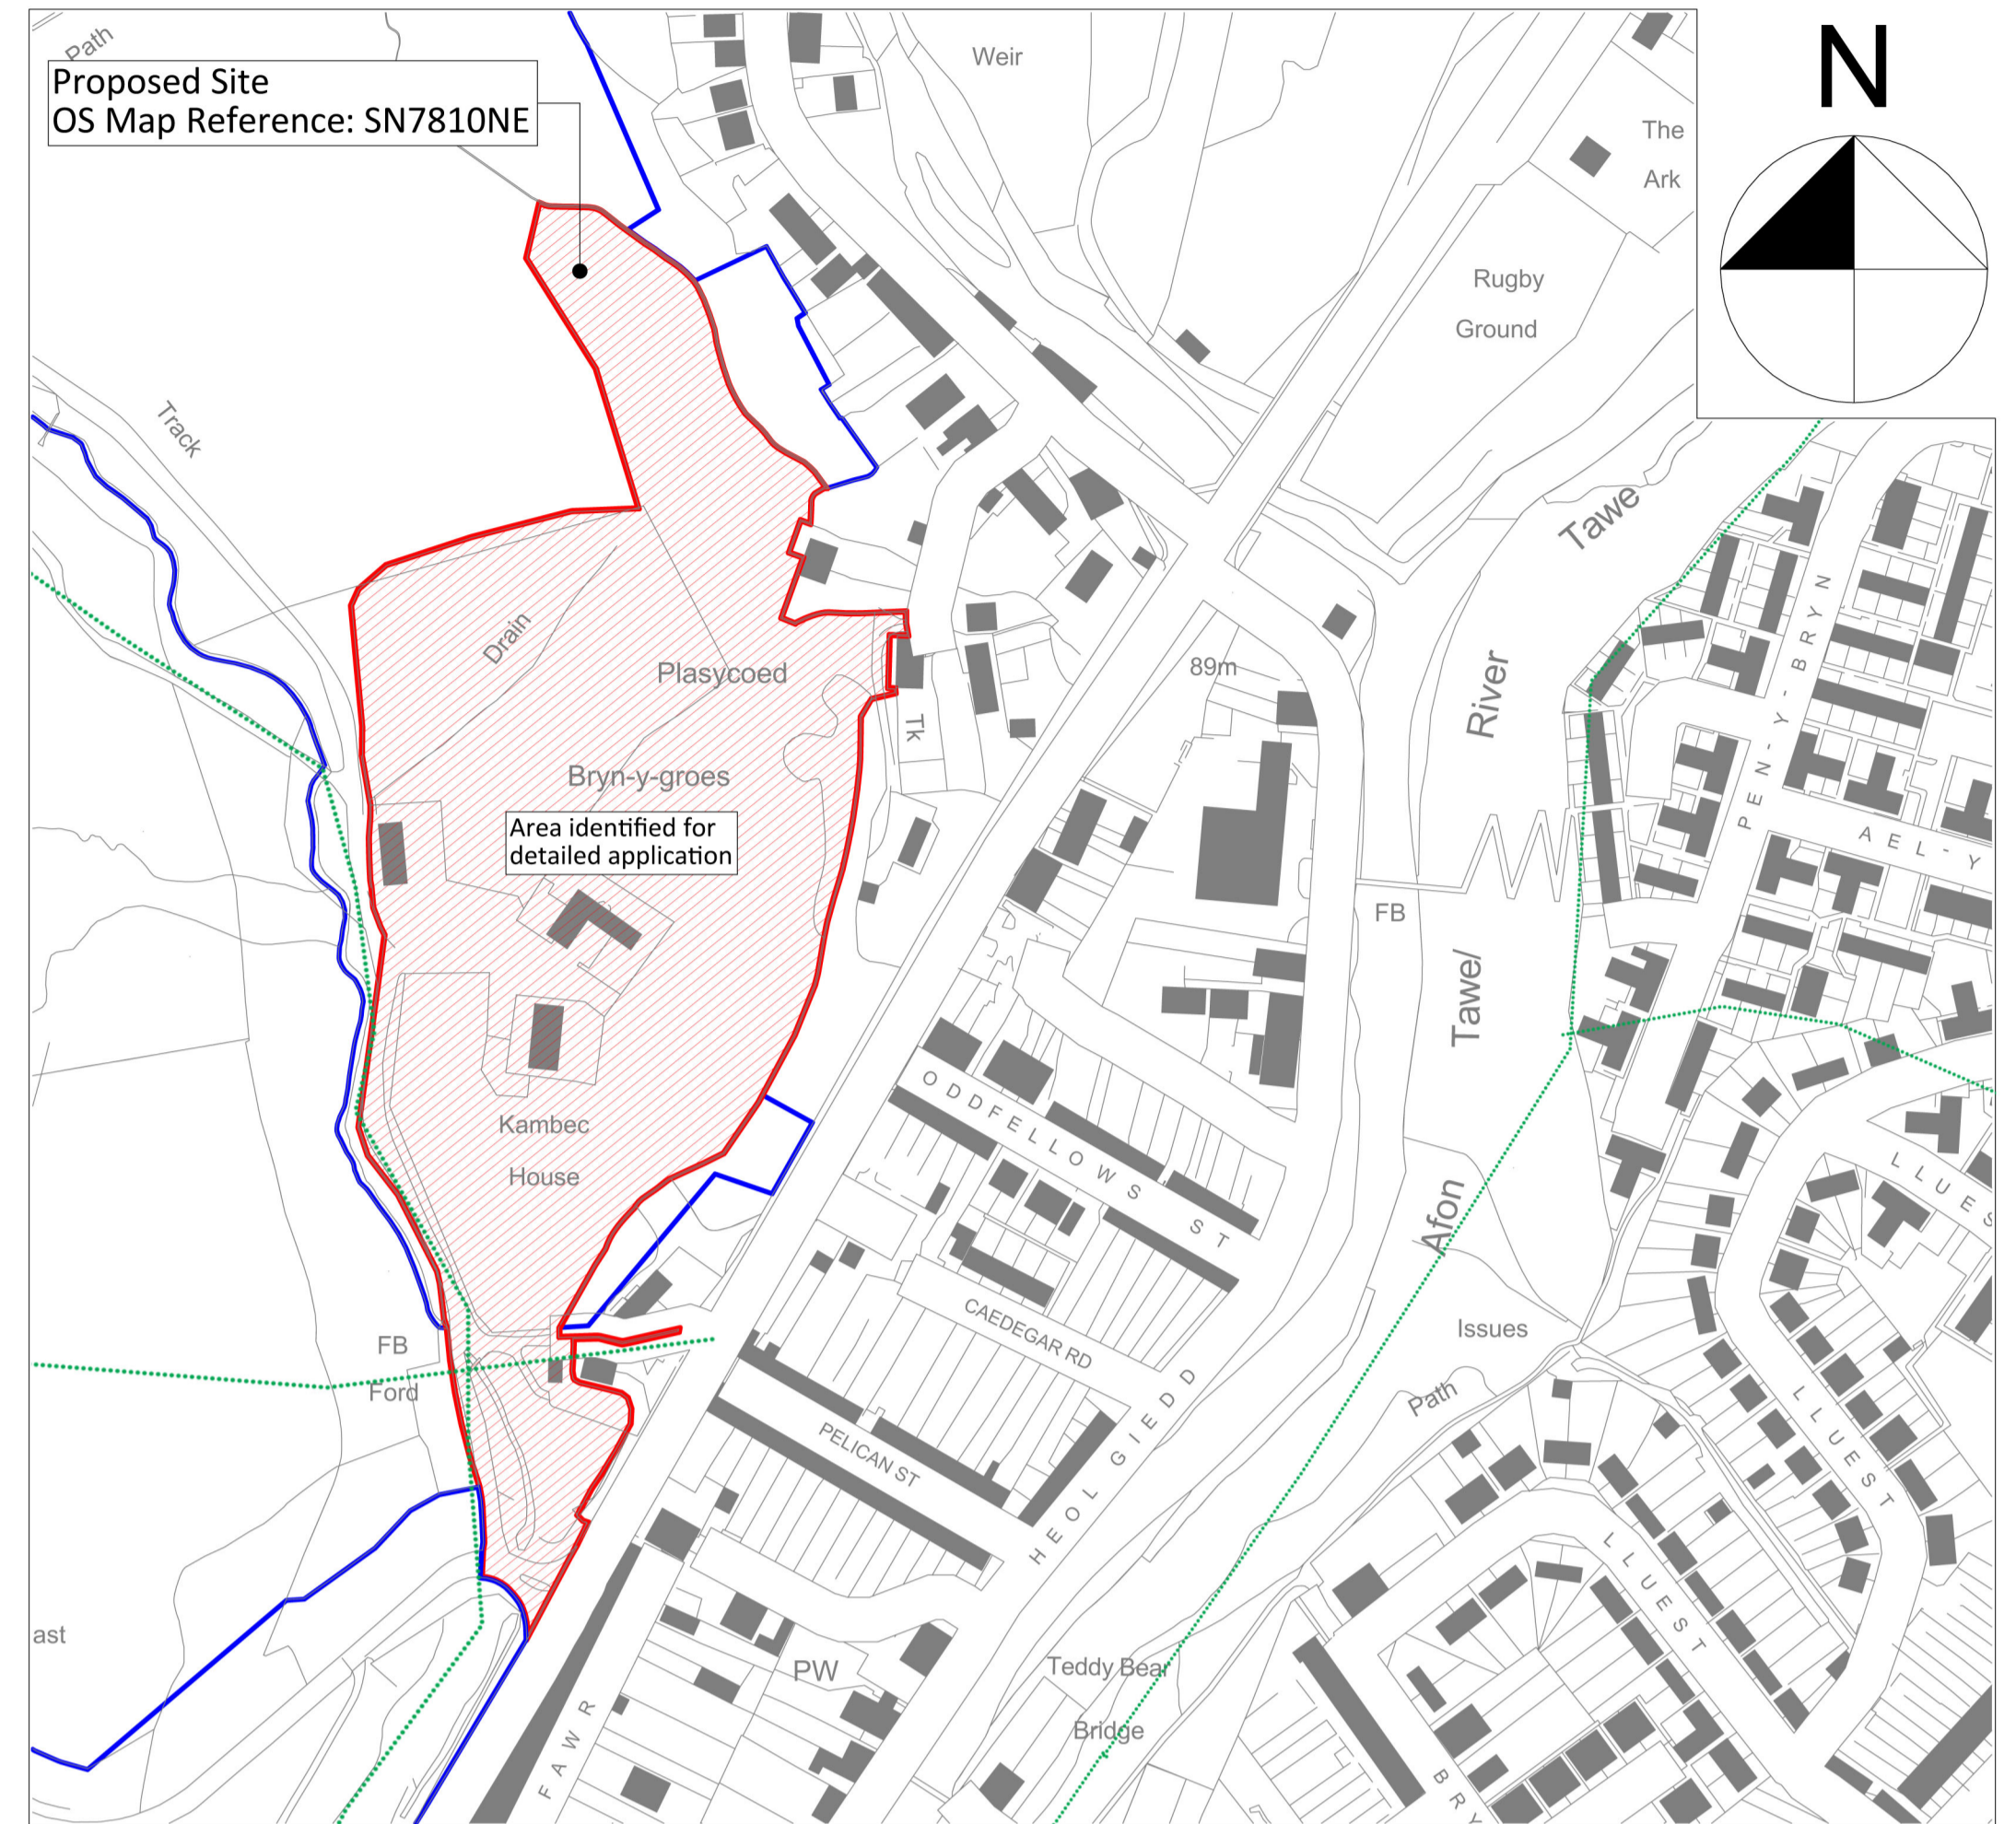 Path
Proposed Site
OS Map Reference: SN7810NE
Weir
N
The
Ark
Rugby
Ground
Track
Tawe
Drain
Plasycoed
89m
River
Tk
PEN-Y-BRYN
Bryn-y-groes
Area identified for
detailed application
AEL-Y
FB
Tawe/
ODDFELLOWS ST
Kambec
House
LLUES
Afon
CAEDEGAR RD
Issues
FB
Ford
Path
LLUEST
PELICAN ST
HEOL GIEDD
LLUEST
ast
PW
Teddy Bear
Bridge
FAWR
BRY